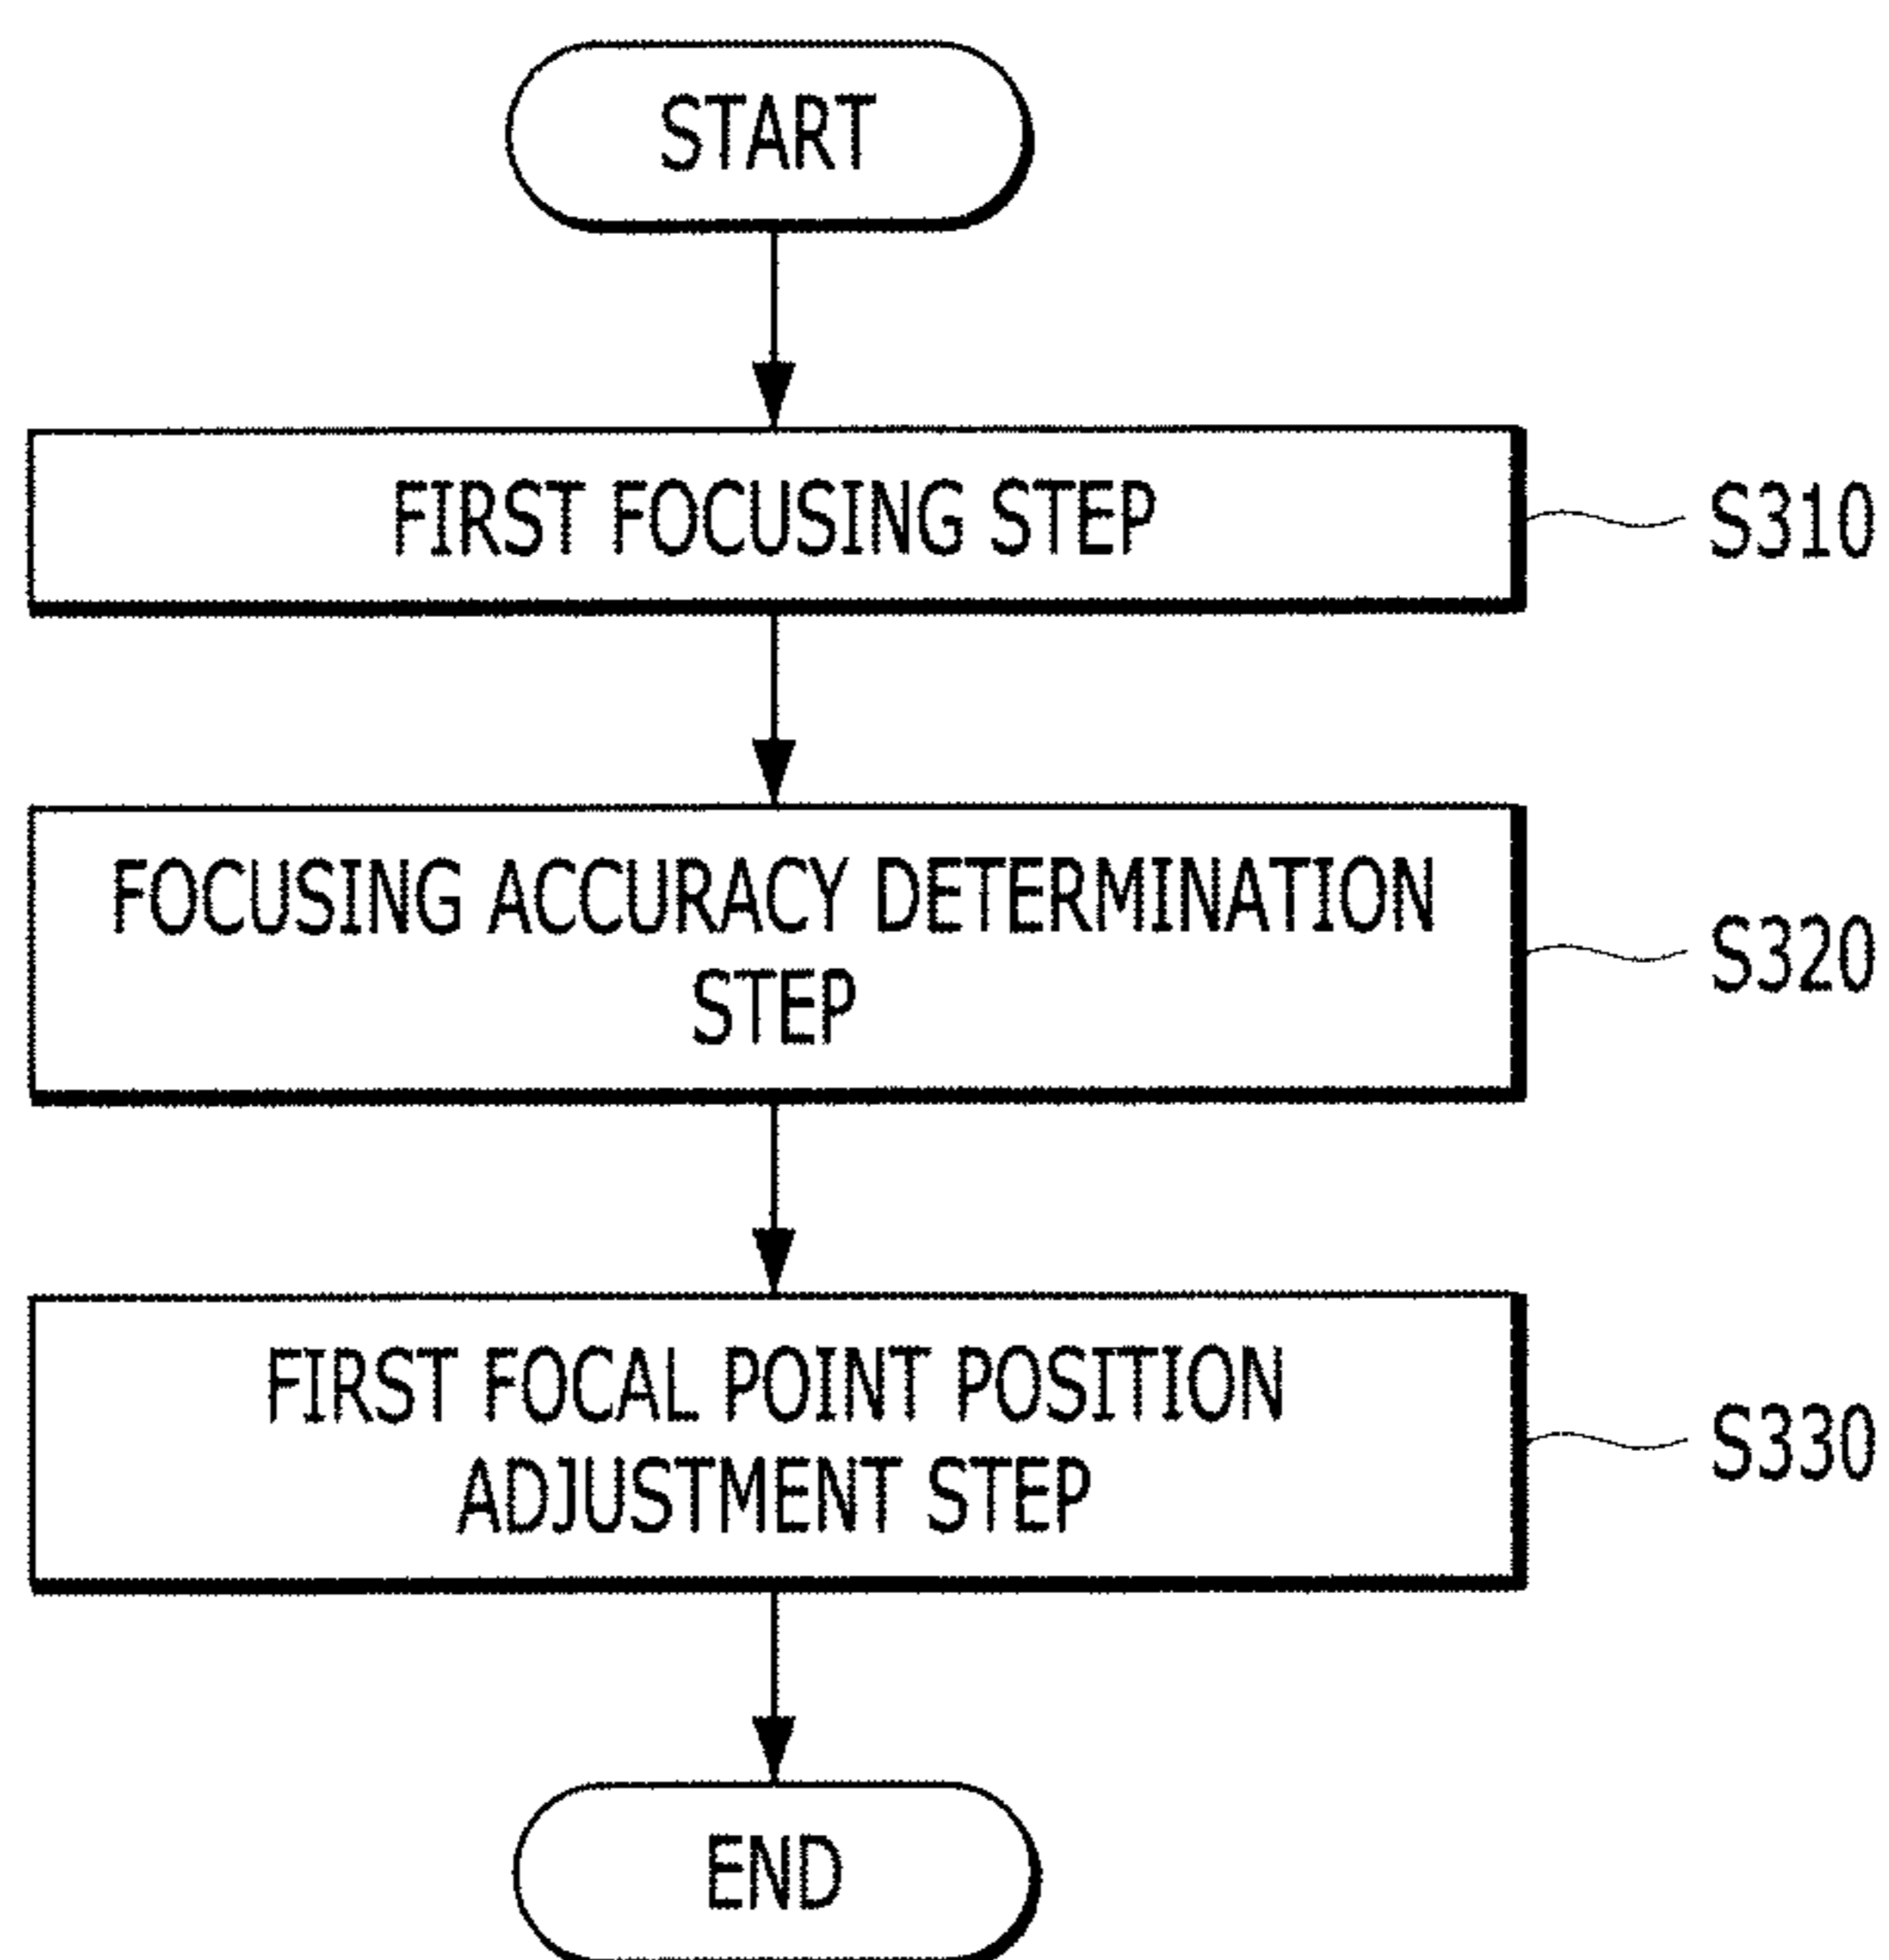 START
FIRST FOCUSING STEP
S310
FOCUSING ACCURACY DETERMINATION
STEP
S320
FIRST FOCAL POINT POSITION
ADJUSTMENT STEP
S330
END